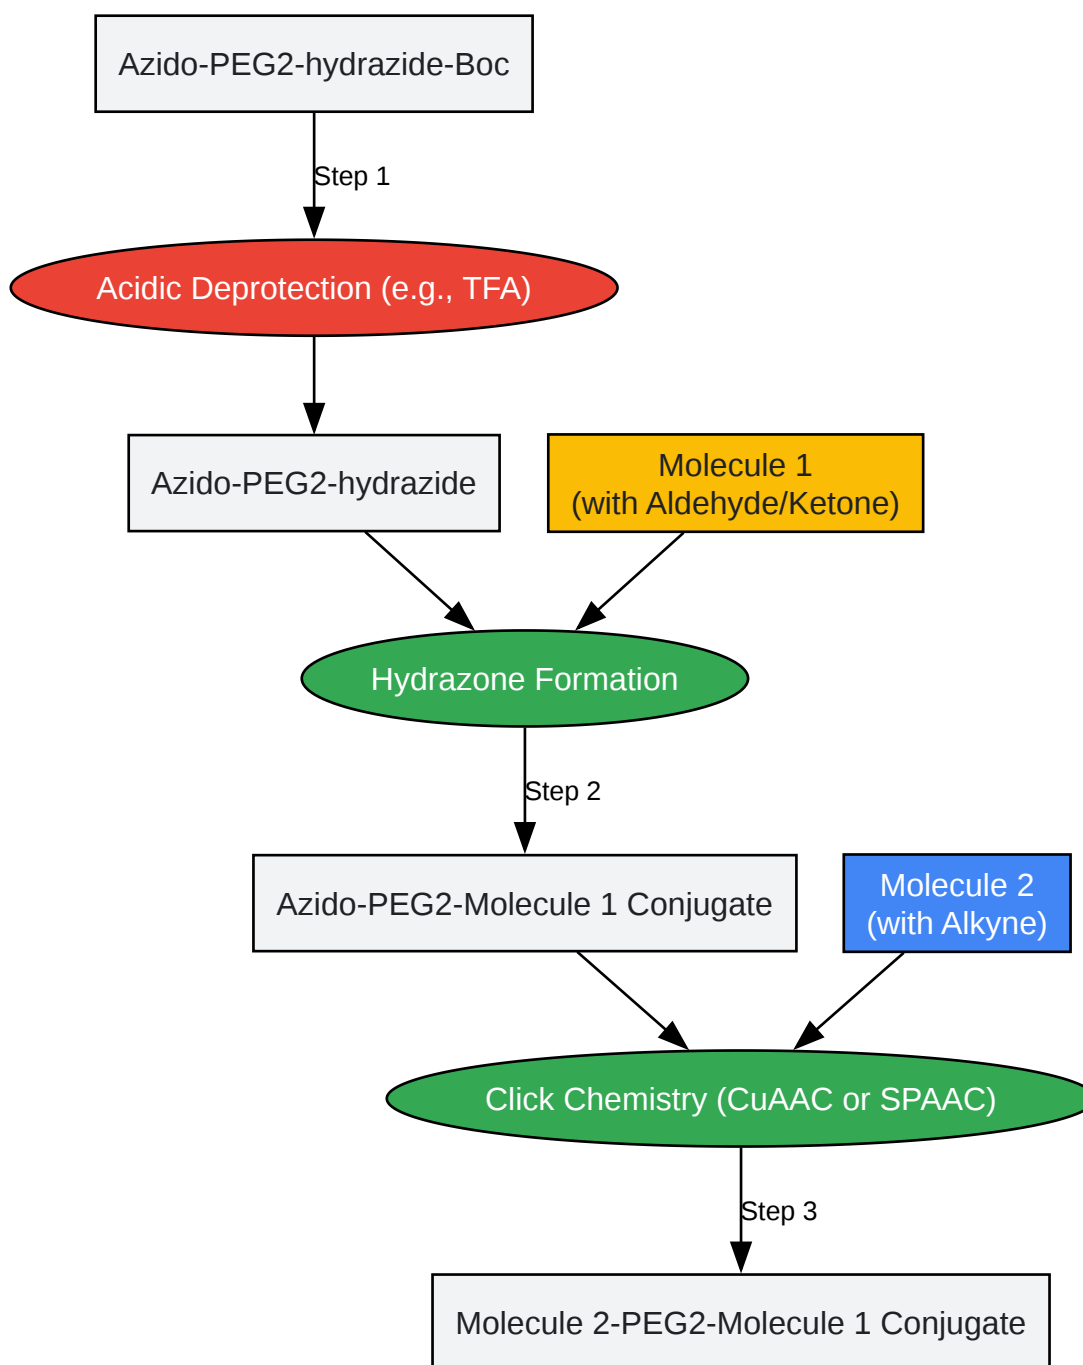 Azido-PEG2-hydrazide-Boc
Step 1
Acidic Deprotection (e.g., TFA)
Azido-PEG2-hydrazide
Molecule 1
(with Aldehyde/Ketone)
Hydrazone Formation
Step 2
Azido-PEG2-Molecule 1 Conjugate
Molecule 2
(with Alkyne)
Click Chemistry (CuAAC or SPAAC)
Step 3
Molecule 2-PEG2-Molecule 1 Conjugate